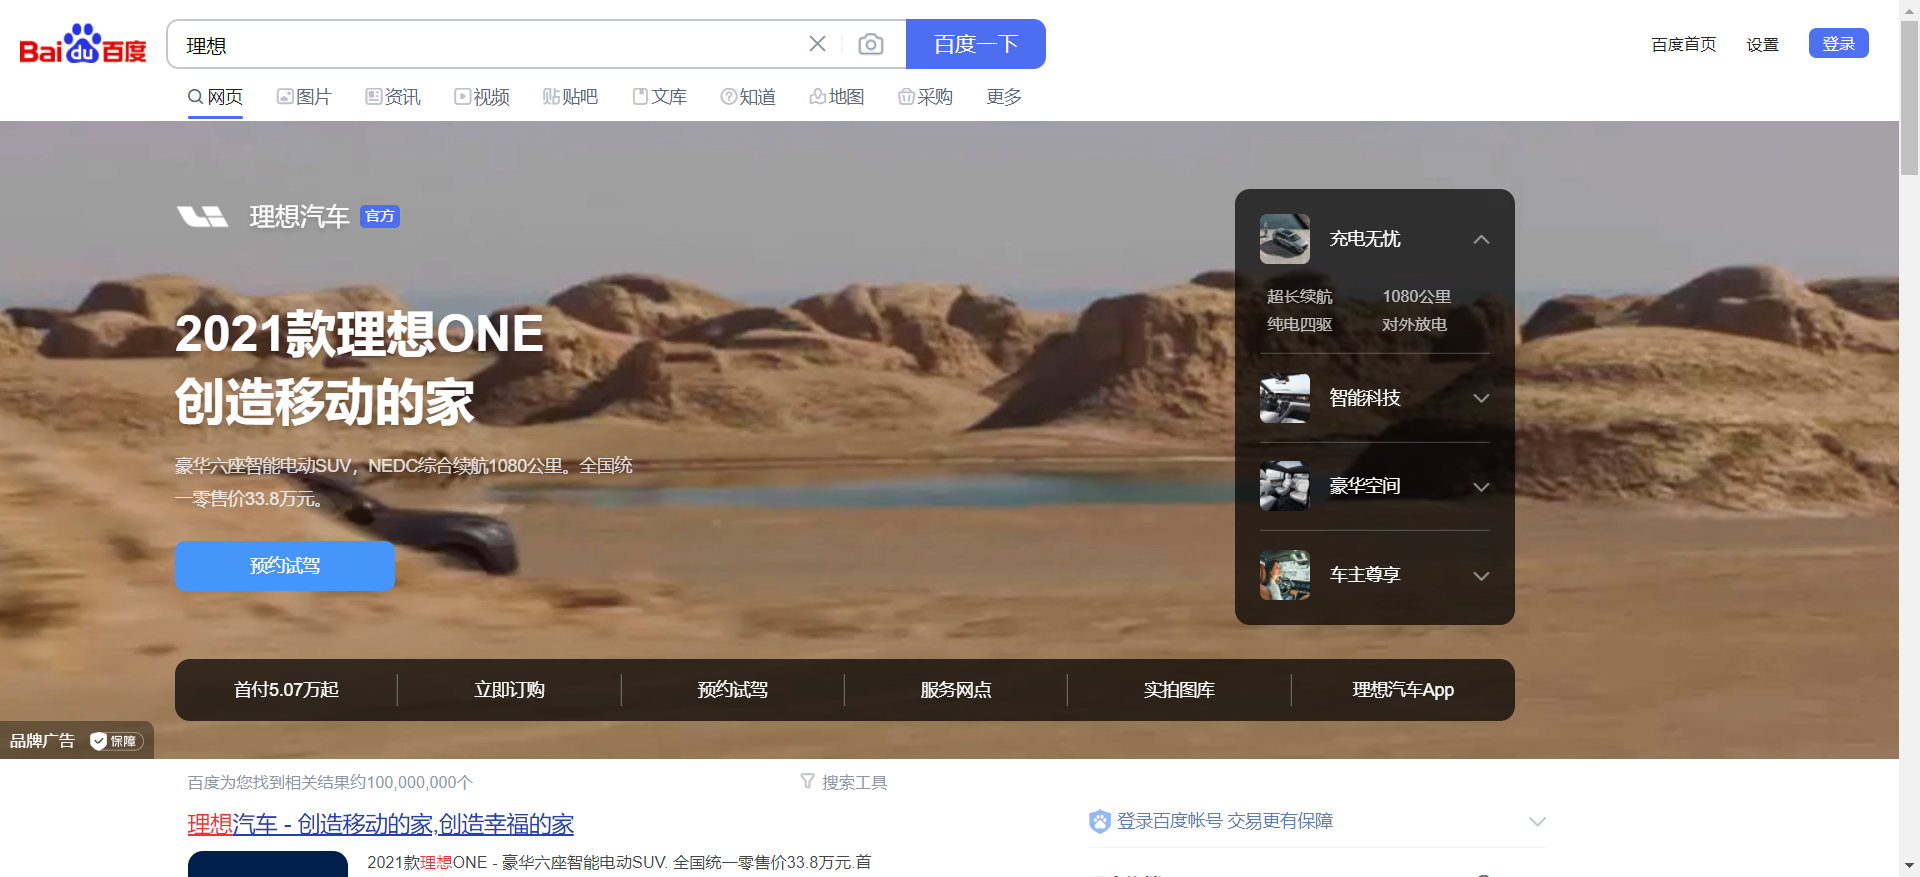 Bai du 百度
理想
百度一下
百度首页
设置
登录
网页
图片
资讯
视频
贴 贴吧
文库
知道
地图
采购
更多
理想汽车 官方
2021款理想ONE
创造移动的家
豪华六座智能电动SUV，NEDC综合续航1080公里。全国统
一零售价33.8万元。
预约试驾
充电无忧
超长续航 1080公里
纯电四驱 对外放电
智能科技
豪华空间
车主尊享
首付5.07万起
立即订购
预约试驾
服务网点
实拍图库
理想汽车App
品牌广告 保障
百度为您找到相关结果约100,000,000个
搜索工具
理想汽车 - 创造移动的家,创造幸福的家
2021款理想ONE - 豪华六座智能电动SUV. 全国统一零售价33.8万元.首
登录百度帐号 交易更有保障